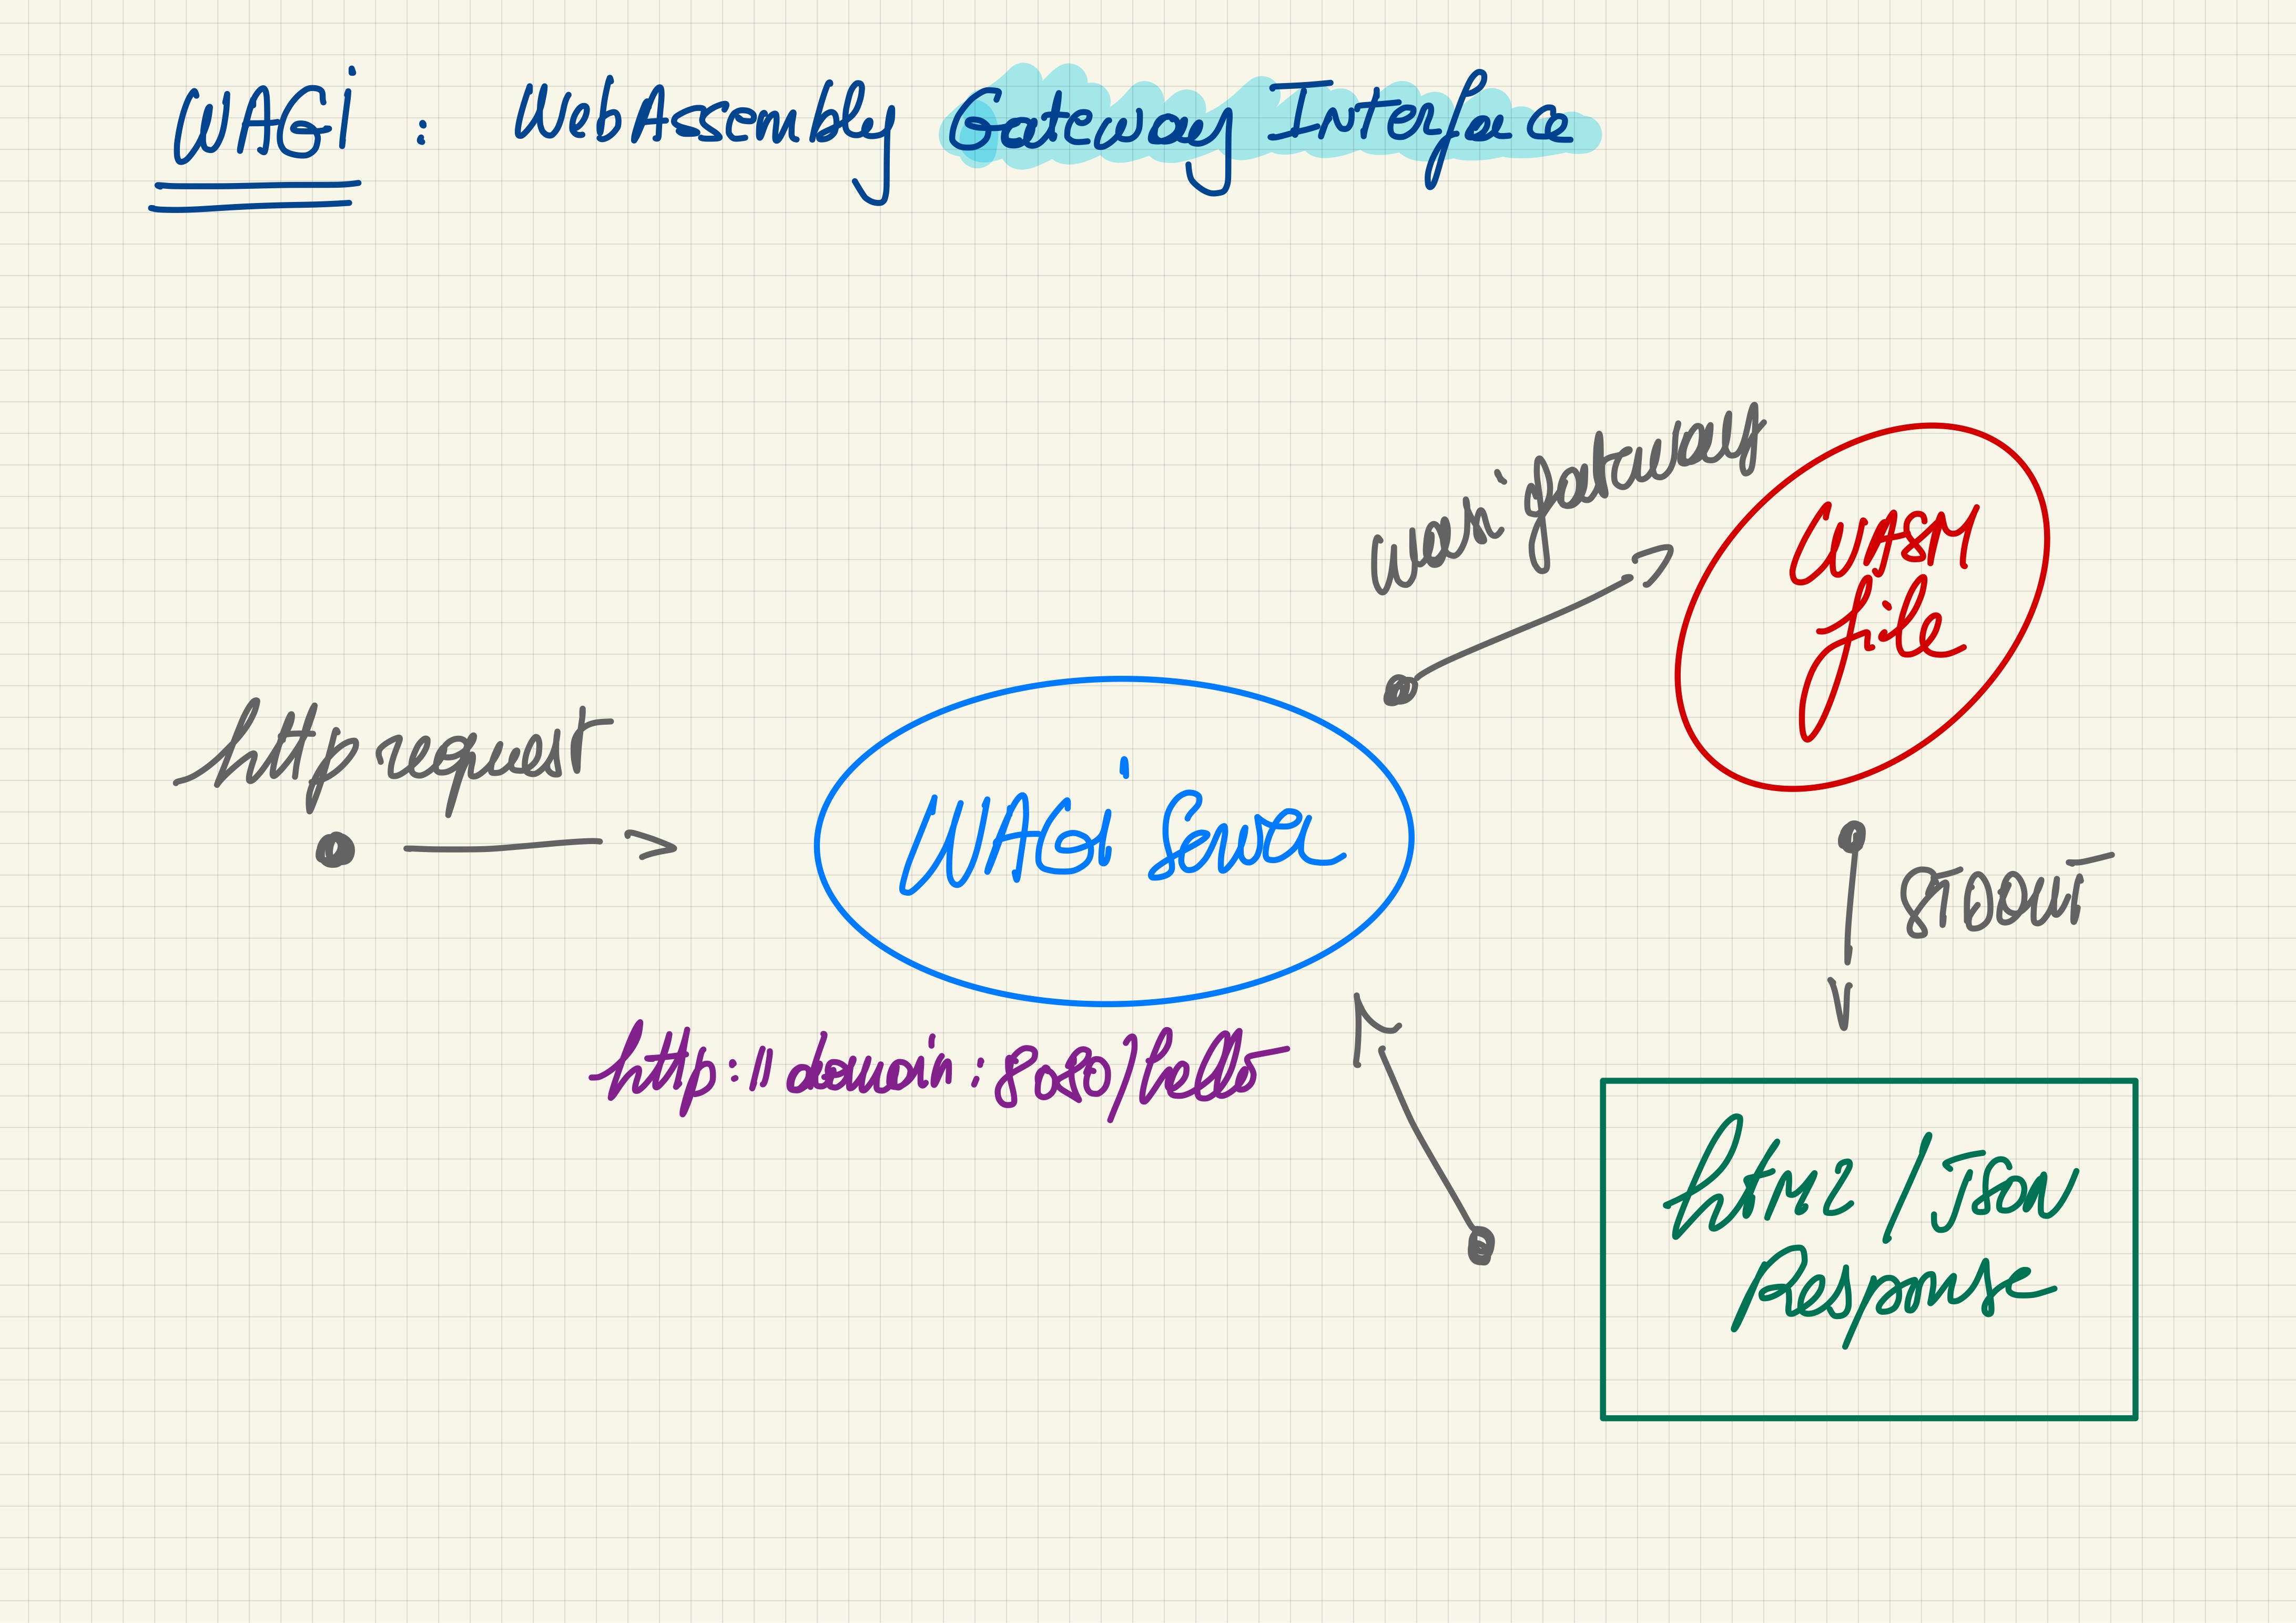 WAGi : WebAssembly Gateway Interface
wasi gateway
WASM
file
http request
WAGi Server
STDOUT
http://domain:8080/hello
HTML / JSON
Response